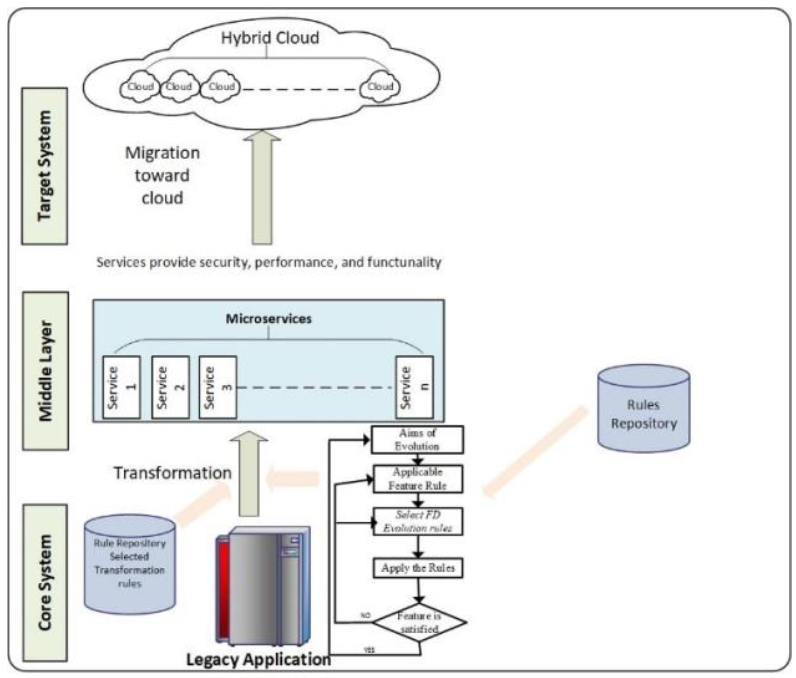 Hybrid Cloud
Cloud Cloud Cloud Cloud
Target System
Migration
toward
cloud
Services provide security, performance, and functunality
Middle Layer
Microservices
Service
1
Service
2
Service
3
Service
n
Rules
Repository
Aims of
Evolution
Transformation
Applicable
Feature Rule
Select FD
Evolution rules
Core System
Rule Repository
Selected
Transformation
rules
Apply the Rules
NO
Feature is
satisfied
YES
Legacy Application